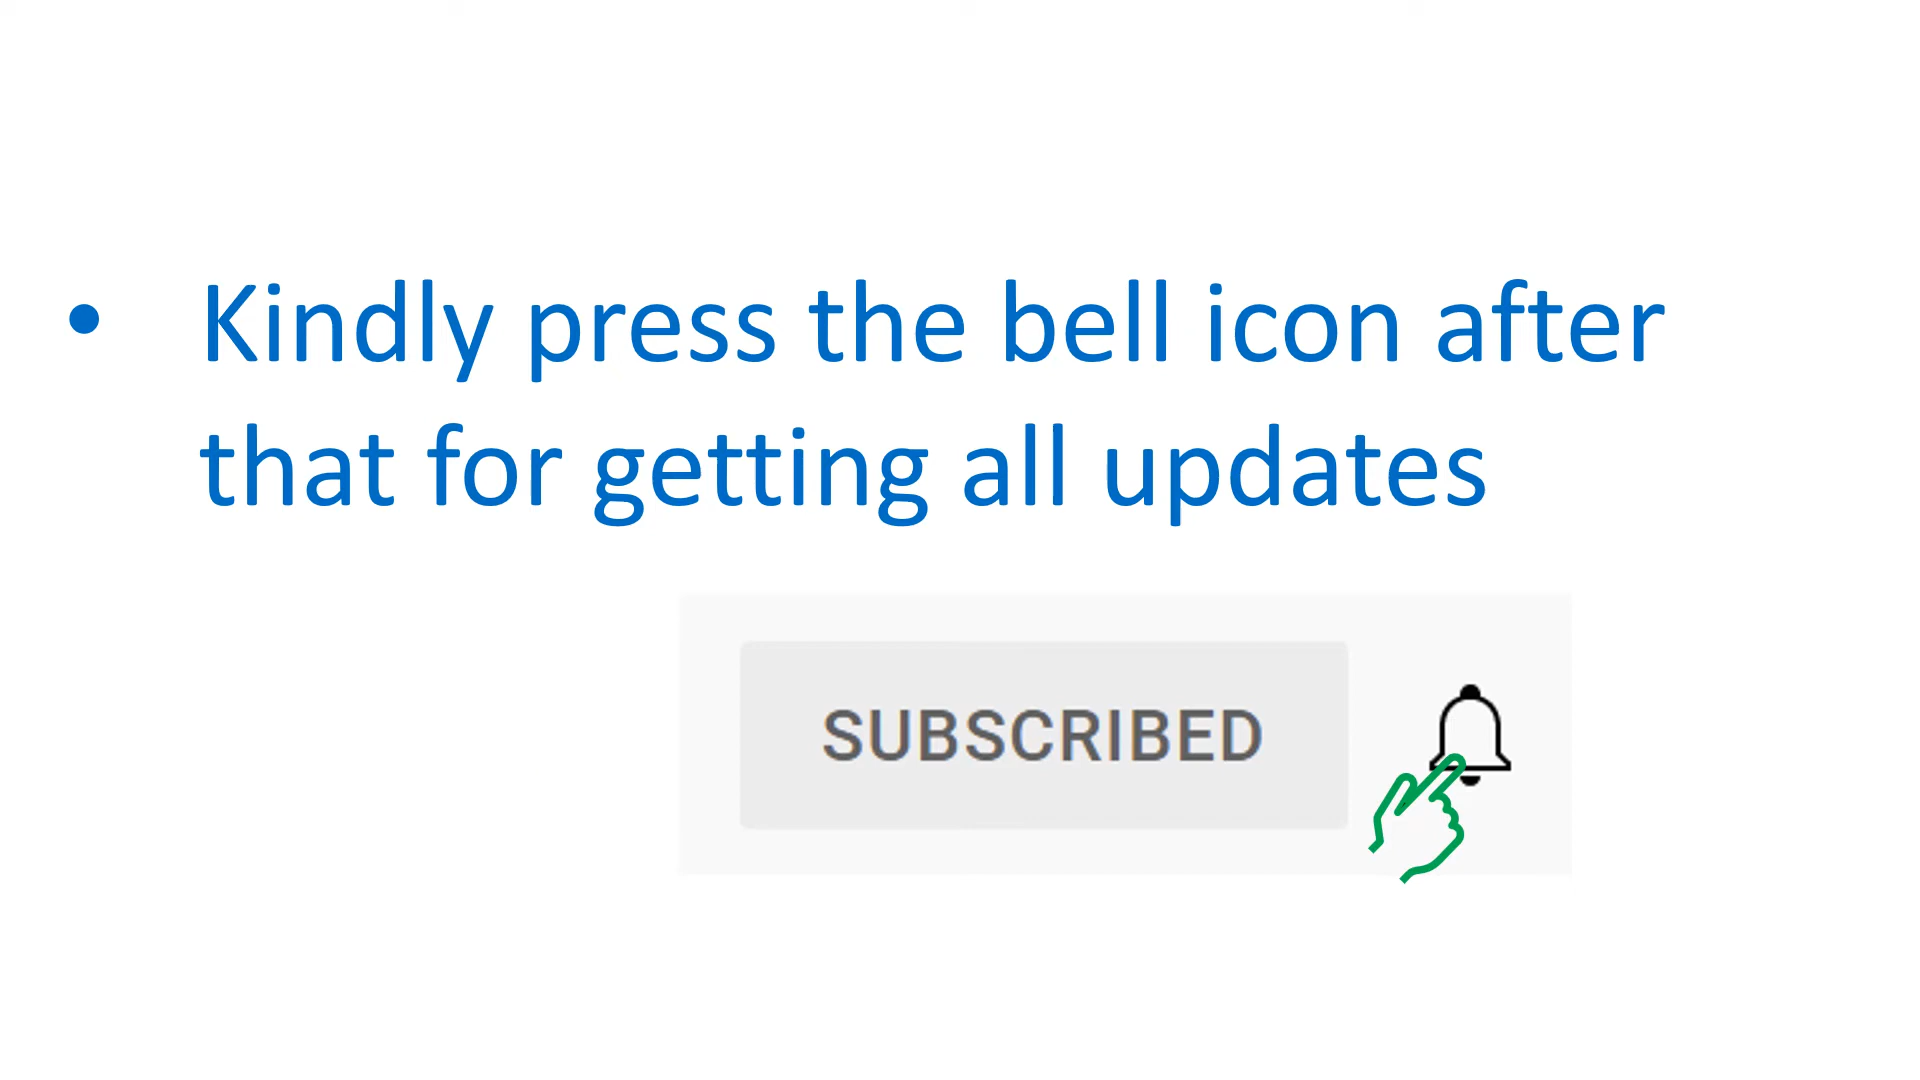 • Kindly press the bell icon after
that for getting all updates
SUBSCRIBED